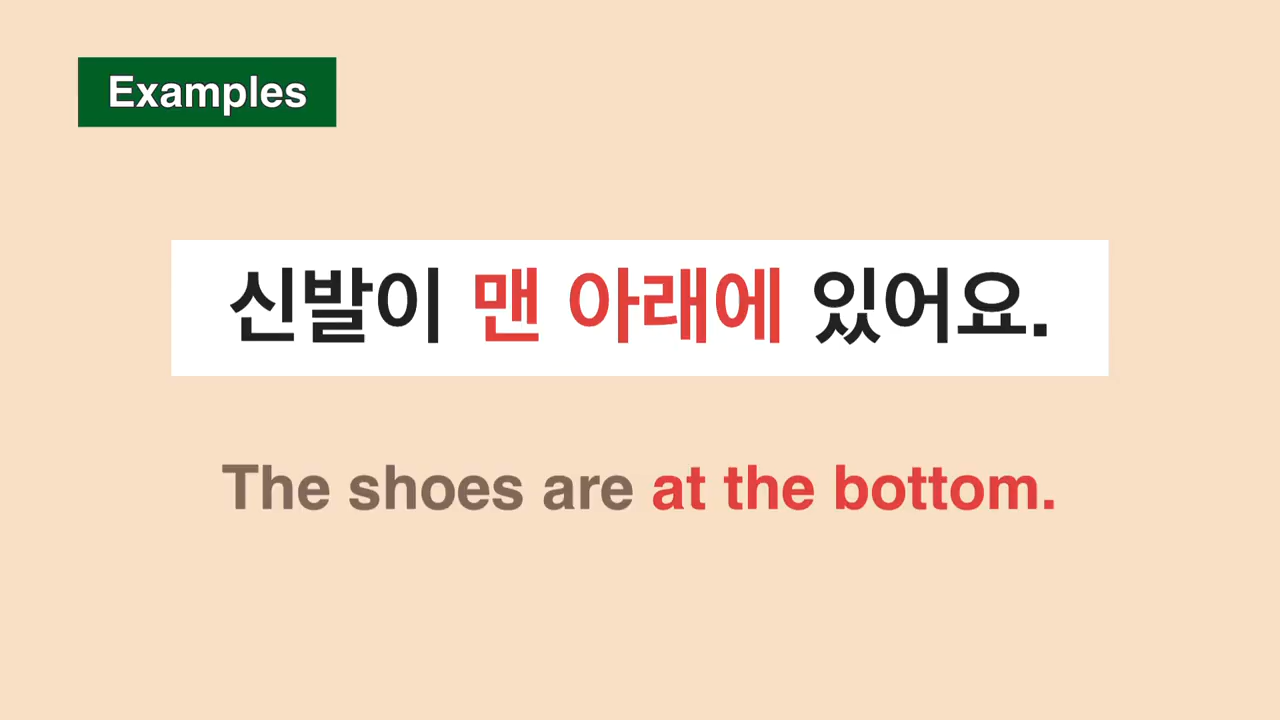 Examples
신발이 맨 아래에 있어요.
The shoes are at the bottom.